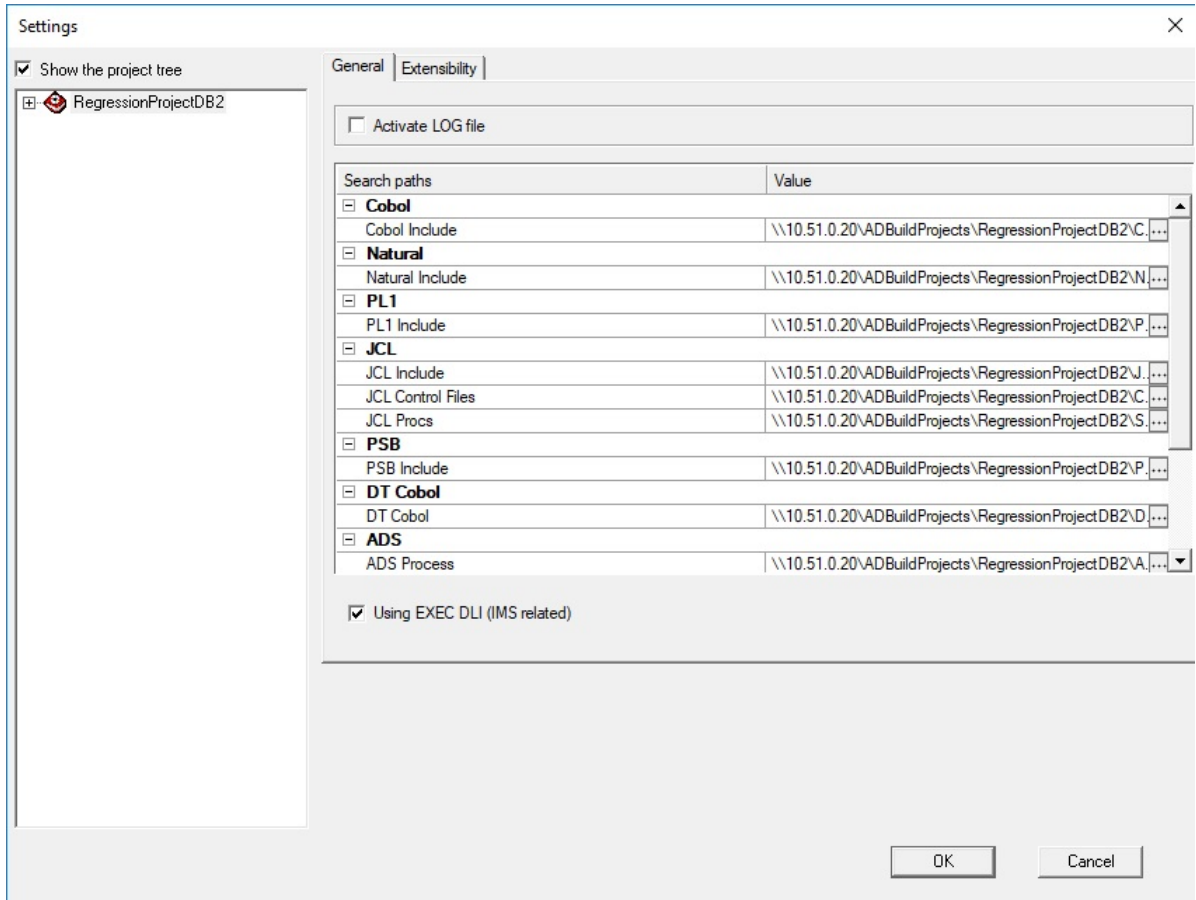 Settings
Show the project tree
RegressionProjectDB2
General Extensibility
Activate LOG file
Search paths Value
Cobol
Cobol Include \\10.51.0.20\ADBuildProjects\RegressionProjectDB2\C. ...
Natural
Natural Include \\10.51.0.20\ADBuildProjects\RegressionProjectDB2\N. ...
PL1
PL1 Include \\10.51.0.20\ADBuildProjects\RegressionProjectDB2\P. ...
JCL
JCL Include \\10.51.0.20\ADBuildProjects\RegressionProjectDB2\J.. ...
JCL Control Files \\10.51.0.20\ADBuildProjects\RegressionProjectDB2\C. ...
JCL Procs \\10.51.0.20\ADBuildProjects\RegressionProjectDB2\S. ...
PSB
PSB Include \\10.51.0.20\ADBuildProjects\RegressionProjectDB2\P. ...
DT Cobol
DT Cobol \\10.51.0.20\ADBuildProjects\RegressionProjectDB2\D. ...
ADS
ADS Process \\10.51.0.20\ADBuildProjects\RegressionProjectDB2\A. ...
Using EXEC DLI (IMS related)
OK Cancel